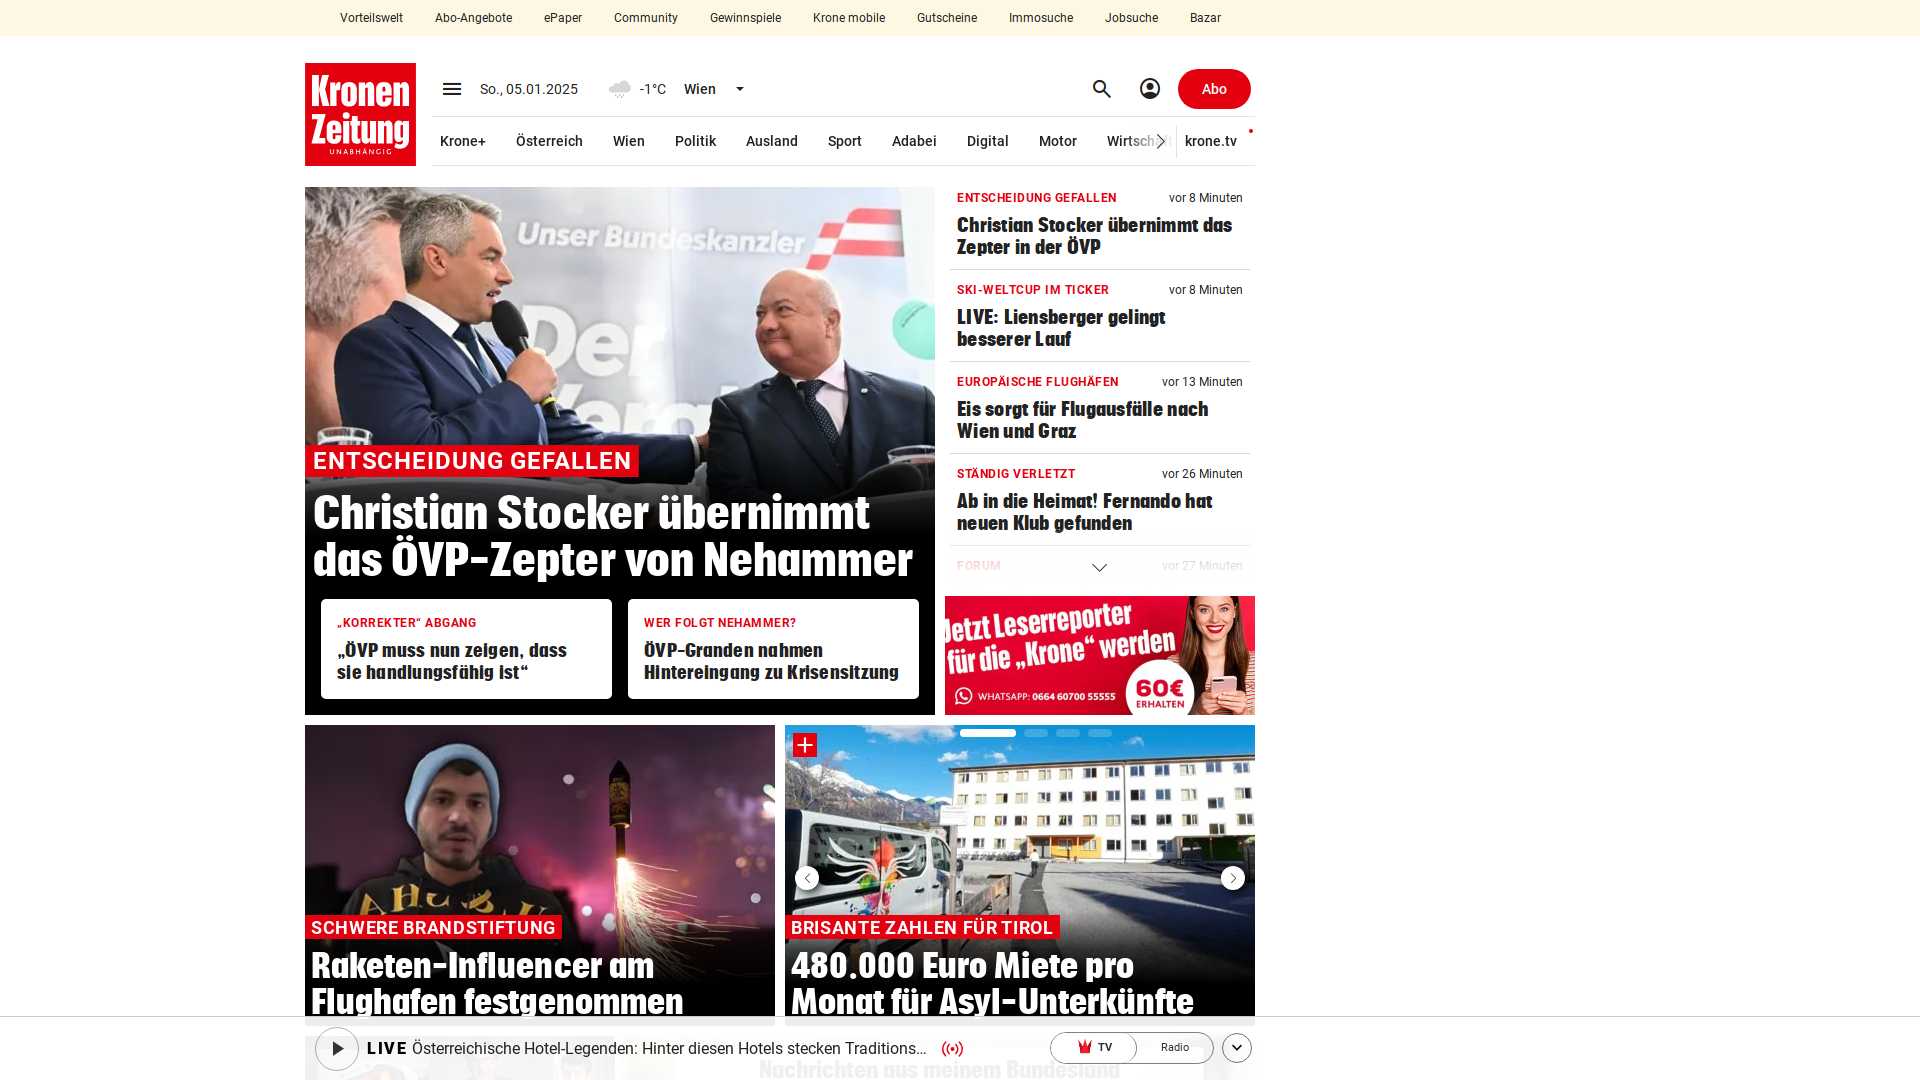 Vorteilswelt
Abo-Angebote
ePaper
Community
Gewinnspiele
Krone mobile
Gutscheine
Immosuche
Jobsuche
Bazar
Kronen
Zeitung
UNABHÄNGIG
So., 05.01.2025
-1°C
Wien
Abo
Krone+
Österreich
Wien
Politik
Ausland
Sport
Adabei
Digital
Motor
Wirtschaft
krone.tv
Unser Bundeskanzler
Der
ENTSCHEIDUNG GEFALLEN
Christian Stocker übernimmt
das ÖVP-Zepter von Nehammer
„KORREKTER“ ABGANG
„ÖVP muss nun zeigen, dass
sie handlungsfähig ist“
WER FOLGT NEHAMMER?
ÖVP-Granden nahmen
Hintereingang zu Krisensitzung
ENTSCHEIDUNG GEFALLEN
vor 8 Minuten
Christian Stocker übernimmt das
Zepter in der ÖVP
SKI-WELTCUP IM TICKER
vor 8 Minuten
LIVE: Liensberger gelingt
besserer Lauf
EUROPÄISCHE FLUGHÄFEN
vor 13 Minuten
Eis sorgt für Flugausfälle nach
Wien und Graz
STÄNDIG VERLETZT
vor 26 Minuten
Ab in die Heimat! Fernando hat
neuen Klub gefunden
FORUM
vor 27 Minuten
Jetzt Leserreporter
für die „Krone“ werden
WHATSAPP: 0664 60700 55555
60€
ERHALTEN
SCHWERE BRANDSTIFTUNG
Raketen-Influencer am
Flughafen festgenommen
BRISANTE ZAHLEN FÜR TIROL
480.000 Euro Miete pro
Monat für Asyl-Unterkünfte
LIVE Österreichische Hotel-Legenden: Hinter diesen Hotels stecken Traditions...
TV
Radio
Nachrichten aus meinem Bundesland